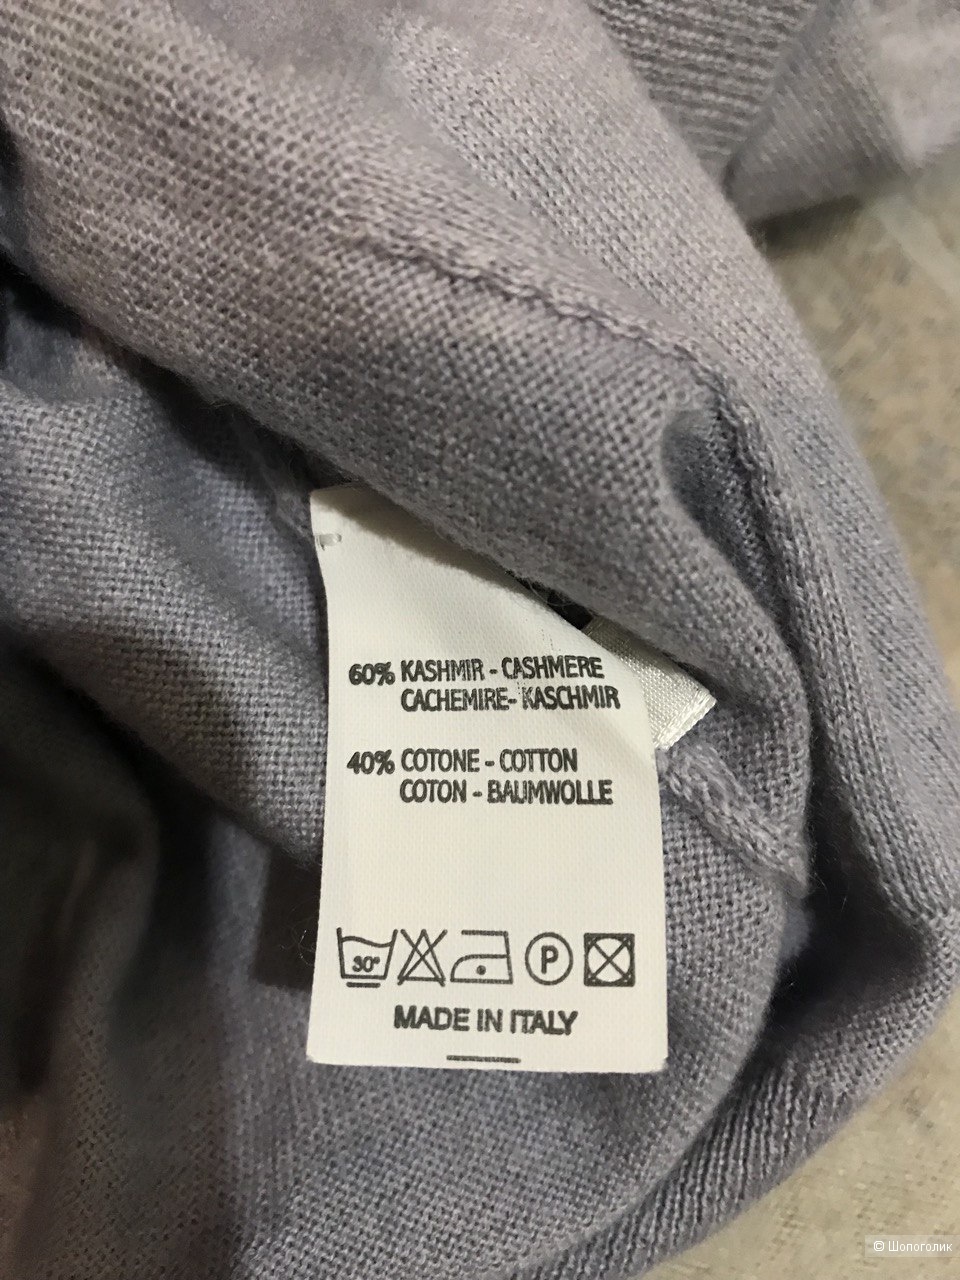 60% KASHMIR - CASHMERE
CACHEMIRE- KASCHMIR
40% COTONE - COTTON
COTON - BAUMWOLLE
30° P
MADE IN ITALY
© Шопоголик